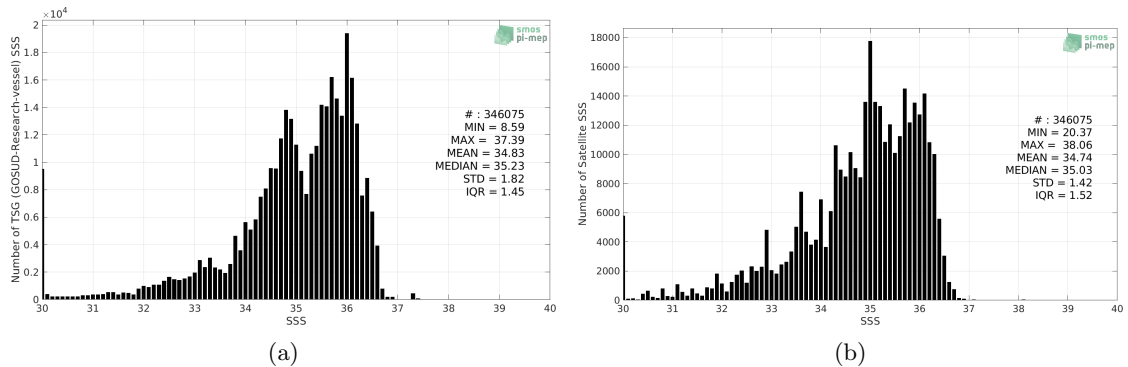 ×10⁴
2
1.8
1.6
1.4
1.2
1
0.8
0.6
0.4
0.2
0
Number of TSG (GOSUD-Research-vessel) SSS
smos
pi-mep
# : 346075
MIN = 8.59
MAX = 37.39
MEAN = 34.83
MEDIAN = 35.23
STD = 1.82
IQR = 1.45
30 31 32 33 34 35 36 37 38 39 40
SSS
(a)
18000
16000
14000
12000
10000
8000
6000
4000
2000
0
Number of Satellite SSS
smos
pi-mep
# : 346075
MIN = 20.37
MAX = 38.06
MEAN = 34.74
MEDIAN = 35.03
STD = 1.42
IQR = 1.52
30 31 32 33 34 35 36 37 38 39 40
SSS
(b)